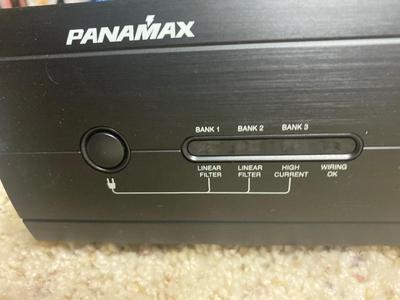 PANAMAX
BANK 1 BANK 2 BANK 3
LINEAR FILTER LINEAR FILTER HIGH CURRENT WIRING OK